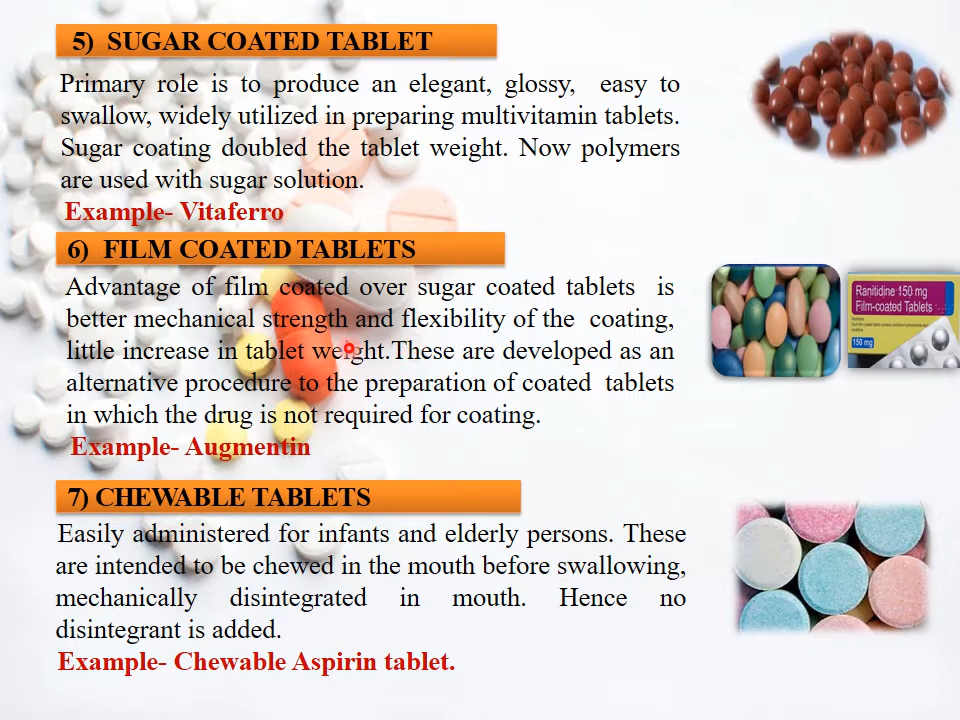 5) SUGAR COATED TABLET
Primary role is to produce an elegant, glossy, easy to
swallow, widely utilized in preparing multivitamin tablets.
Sugar coating doubled the tablet weight. Now polymers
are used with sugar solution.
Example- Vitaferro
6) FILM COATED TABLETS
Advantage of film coated over sugar coated tablets is
better mechanical strength and flexibility of the coating,
little increase in tablet weight.These are developed as an
alternative procedure to the preparation of coated tablets
in which the drug is not required for coating.
Example- Augmentin
Ranitidine 150 mg
Film-coated Tablets
150 mg
7) CHEWABLE TABLETS
Easily administered for infants and elderly persons. These
are intended to be chewed in the mouth before swallowing,
mechanically disintegrated in mouth. Hence no
disintegrant is added.
Example- Chewable Aspirin tablet.